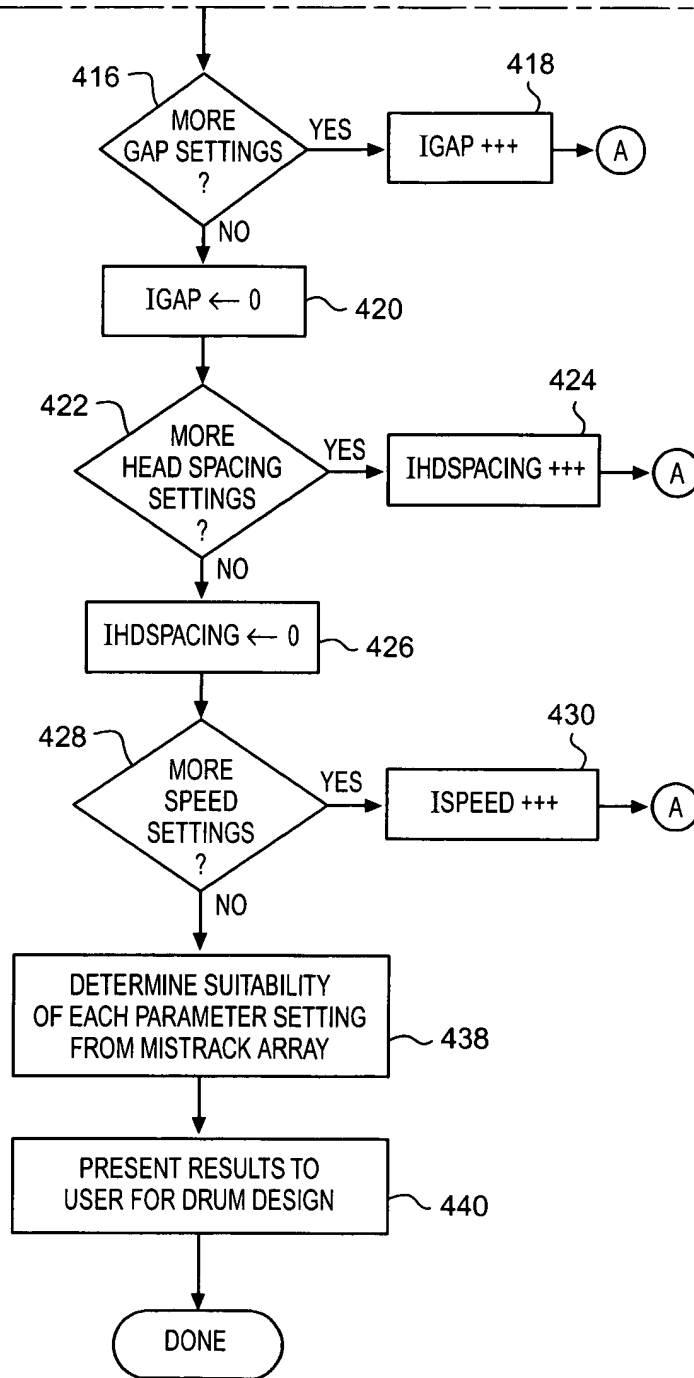 416
MORE
GAP SETTINGS
?
YES
418
IGAP +++
A
NO
IGAP ← 0
420
422
MORE
HEAD SPACING
SETTINGS
?
YES
424
IHDSPACING +++
A
NO
IHDSPACING ← 0
426
428
MORE
SPEED
SETTINGS
?
YES
430
ISPEED +++
A
NO
DETERMINE SUITABILITY
OF EACH PARAMETER SETTING
FROM MISTRACK ARRAY
438
PRESENT RESULTS TO
USER FOR DRUM DESIGN
440
DONE